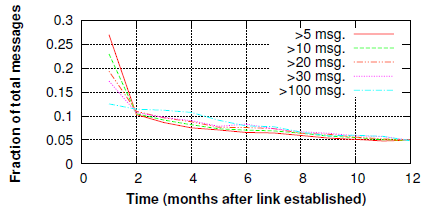 Fraction of total messages
0.3
0.25
0.2
0.15
0.1
0.05
0
>5 msg.
>10 msg.
>20 msg.
>30 msg.
>100 msg.
0 2 4 6 8 10 12
Time (months after link established)